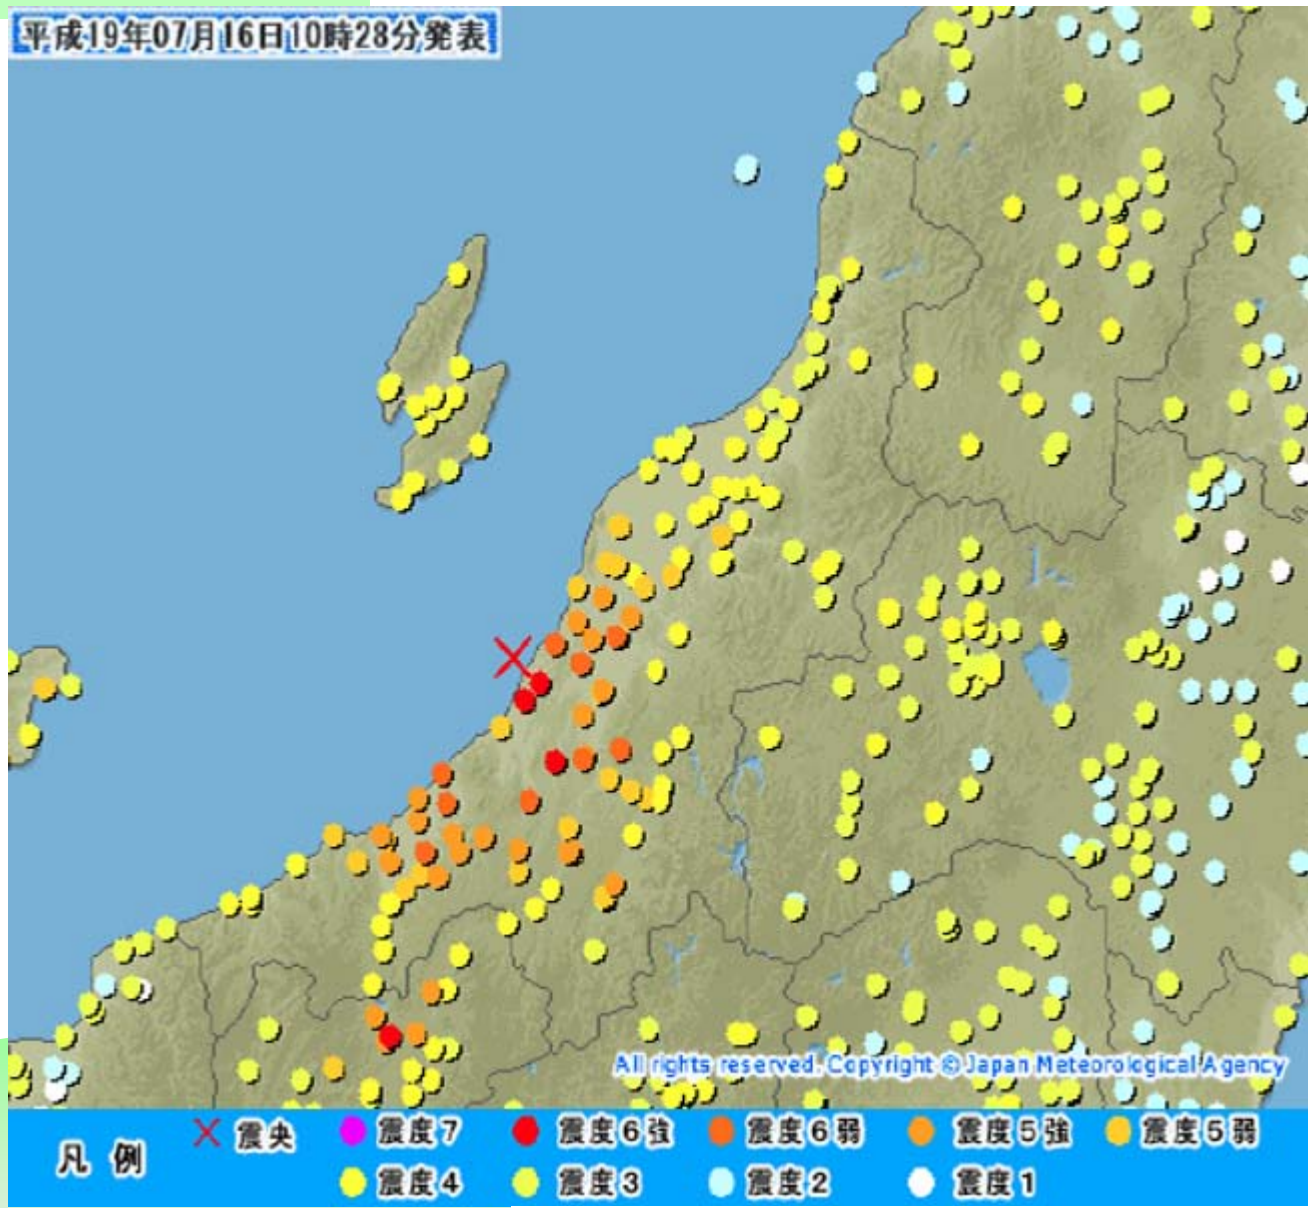 平成19年07月16日10時28分発表
All rights reserved. Copyright © Japan Meteorological Agency
凡 例
震央 震度7 震度6強 震度6弱 震度5強 震度5弱
震度4 震度3 震度2 震度1